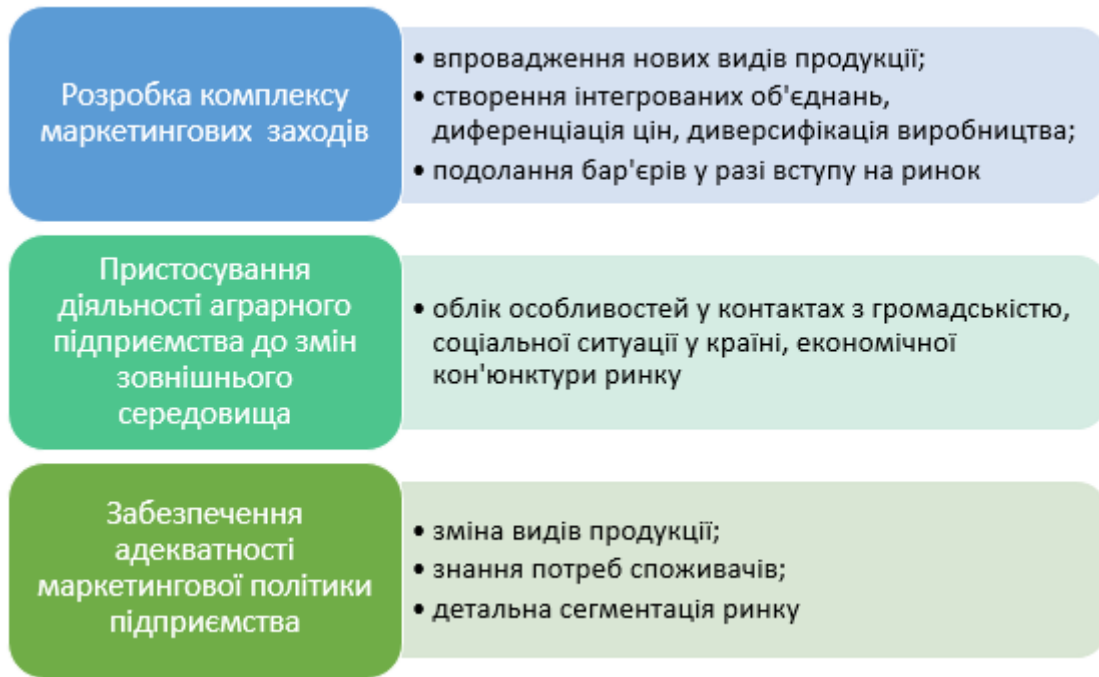 Розробка комплексу
маркетингових заходів
• впровадження нових видів продукції;
• створення інтегрованих об'єднань,
диференціація цін, диверсифікація виробництва;
• подолання бар'єрів у разі вступу на ринок
Пристосування
діяльності аграрного
підприємства до змін
зовнішнього
середовища
• облік особливостей у контактах з громадськістю,
соціальної ситуації у країні, економічної
кон'юнктури ринку
Забезпечення
адекватності
маркетингової політики
підприємства
• зміна видів продукції;
• знання потреб споживачів;
• детальна сегментація ринку